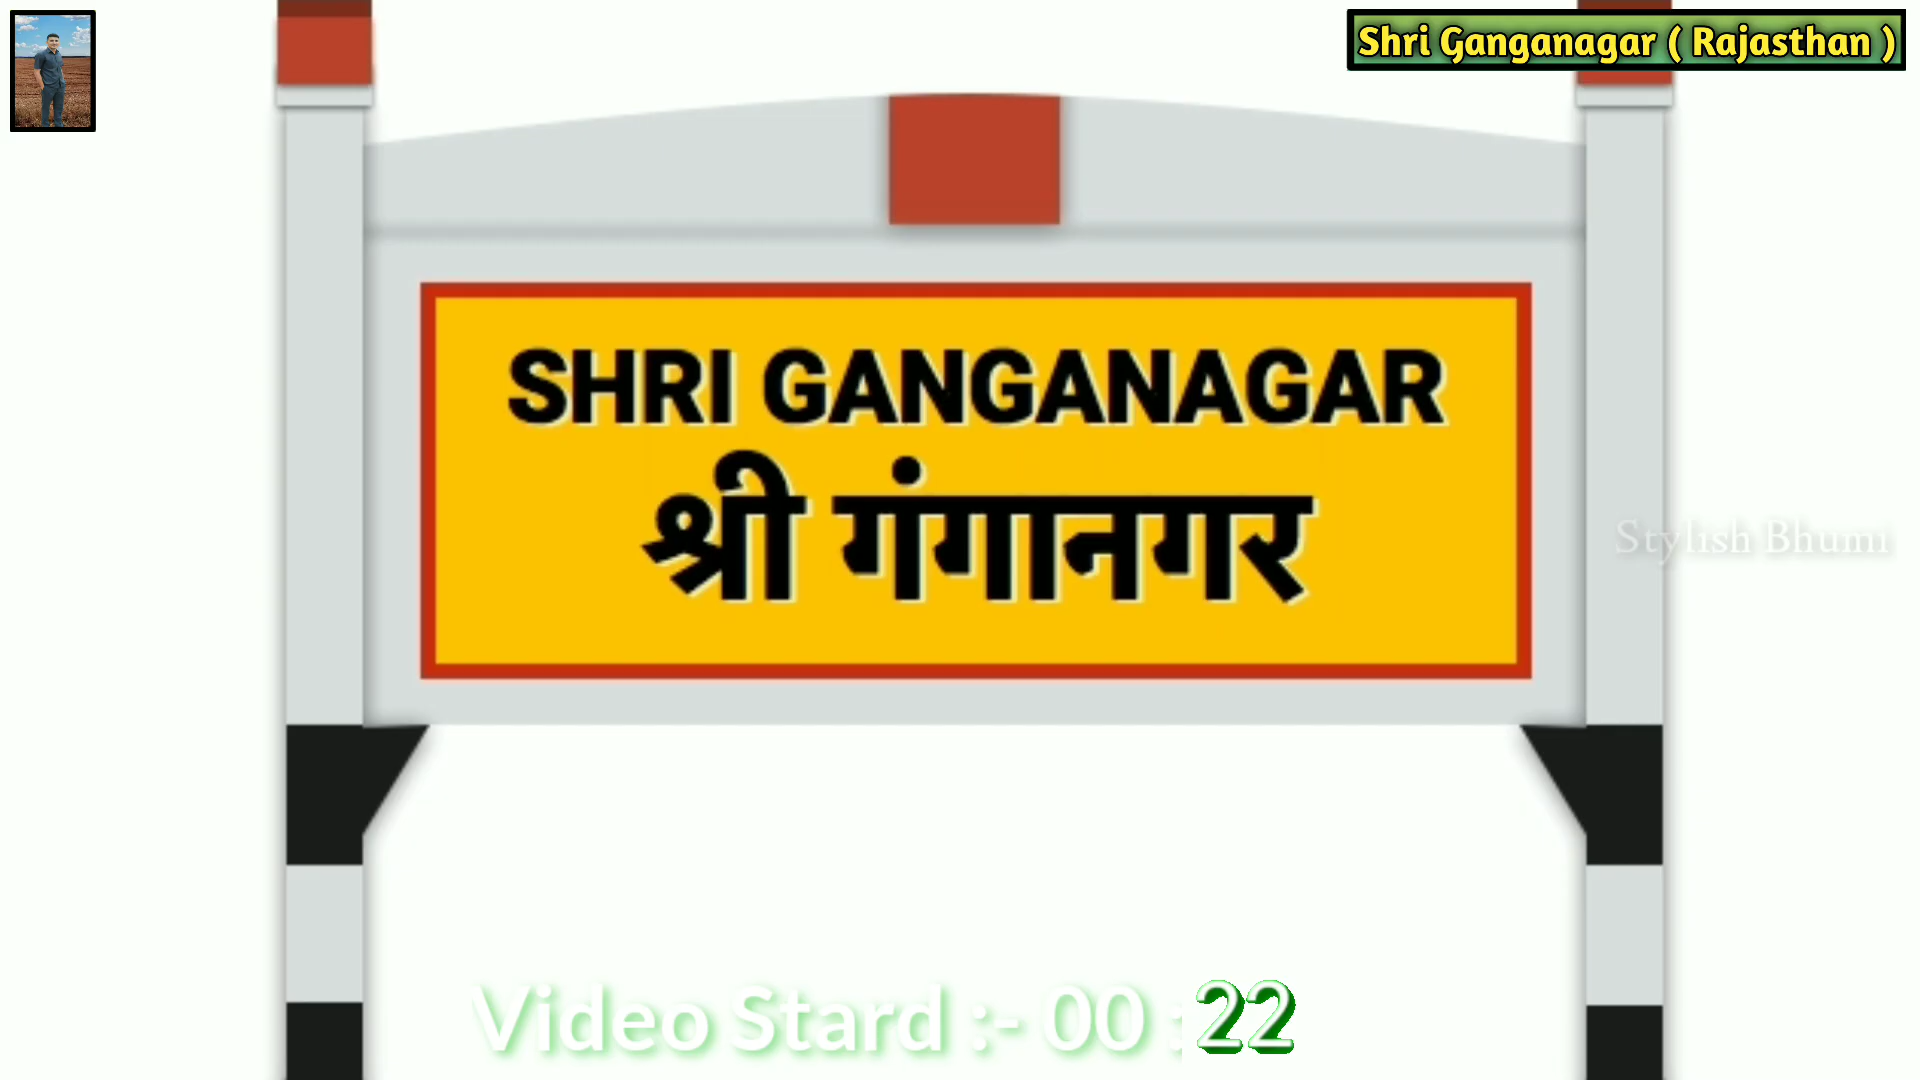 Shri Ganganagar ( Rajasthan )
SHRI GANGANAGAR
श्री गंगानगर
Stylish Bhumi
Video Stard :- 00 : 22